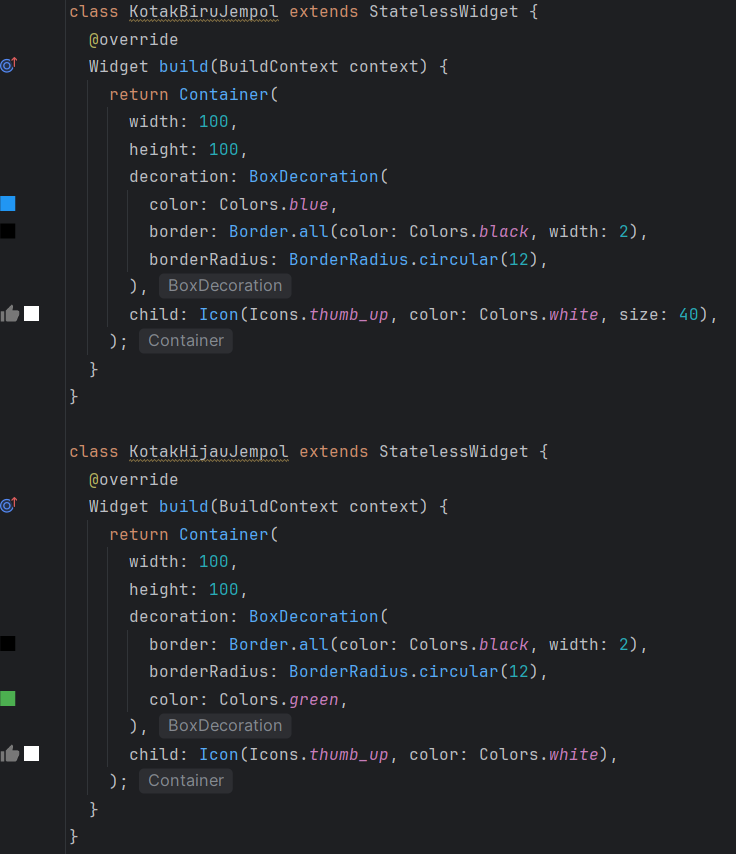 class KotakBiruJempol extends StatelessWidget {
  @override
  Widget build(BuildContext context) {
    return Container(
      width: 100,
      height: 100,
      decoration: BoxDecoration(
        color: Colors.blue,
        border: Border.all(color: Colors.black, width: 2),
        borderRadius: BorderRadius.circular(12),
      ), BoxDecoration
      child: Icon(Icons.thumb_up, color: Colors.white, size: 40),
    ); Container
  }
}

class KotakHijauJempol extends StatelessWidget {
  @override
  Widget build(BuildContext context) {
    return Container(
      width: 100,
      height: 100,
      decoration: BoxDecoration(
        border: Border.all(color: Colors.black, width: 2),
        borderRadius: BorderRadius.circular(12),
        color: Colors.green,
      ), BoxDecoration
      child: Icon(Icons.thumb_up, color: Colors.white),
    ); Container
  }
}